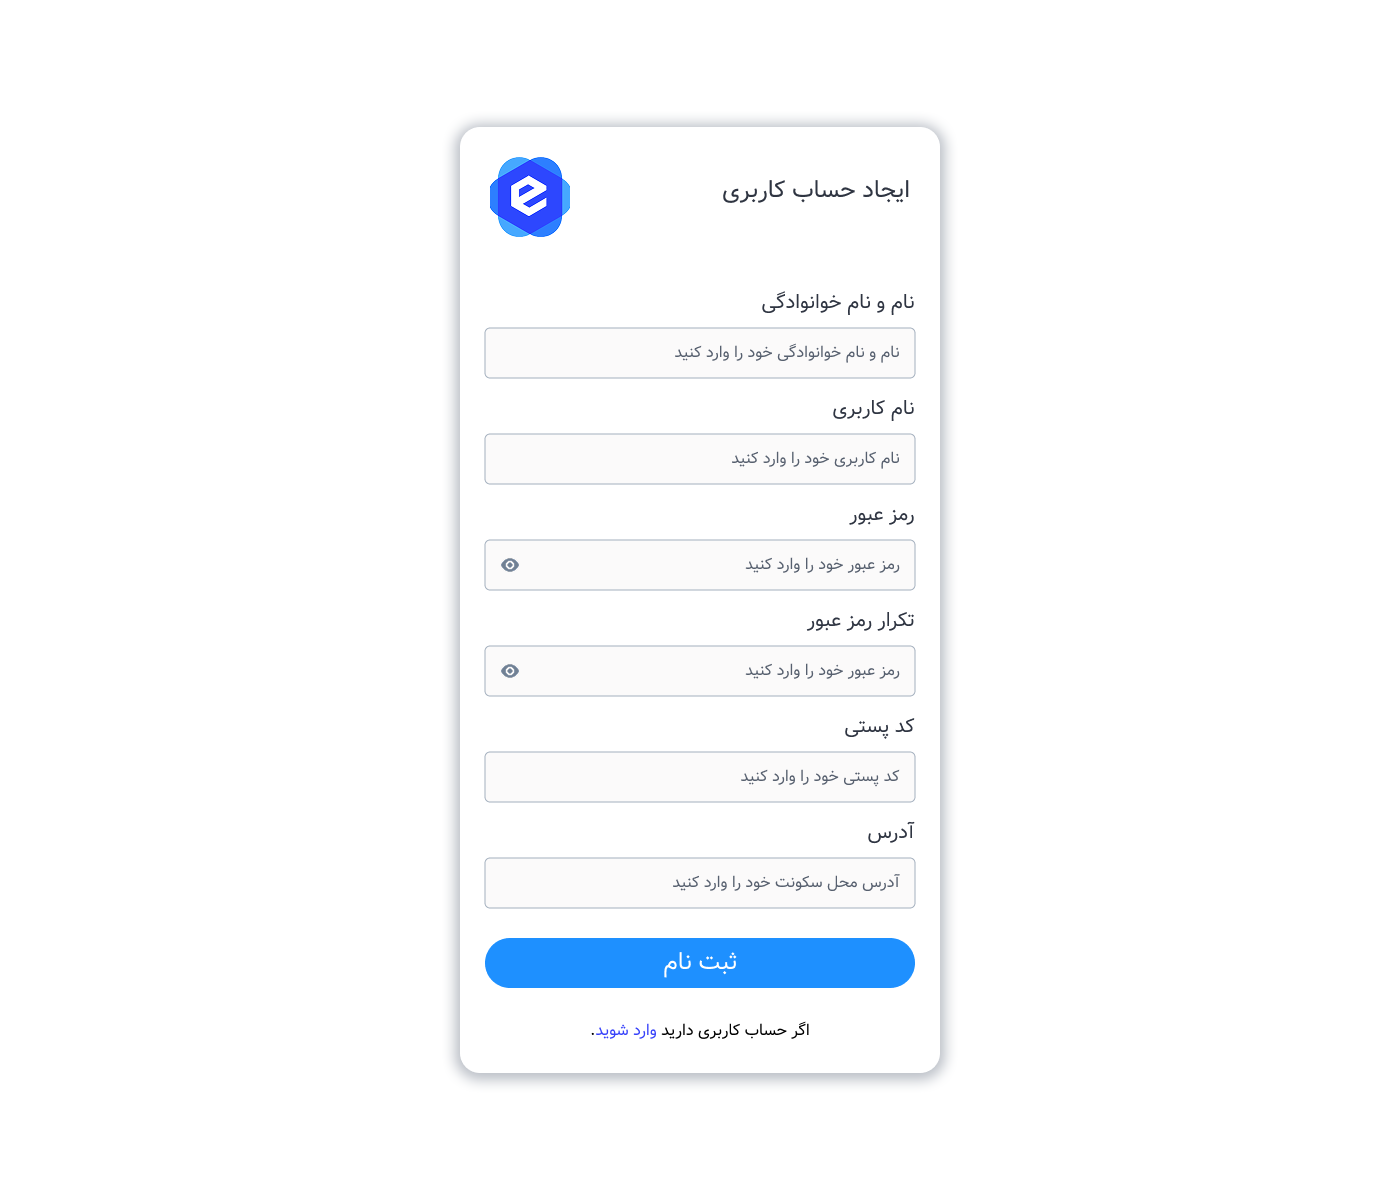 ایجاد حساب کاربری
نام و نام خوانوادگی
نام و نام خوانوادگی خود را وارد کنید
نام کاربری
نام کاربری خود را وارد کنید
رمز عبور
رمز عبور خود را وارد کنید
تکرار رمز عبور
رمز عبور خود را وارد کنید
کد پستی
کد پستی خود را وارد کنید
آدرس
آدرس محل سکونت خود را وارد کنید
ثبت نام
اگر حساب کاربری دارید وارد شوید.